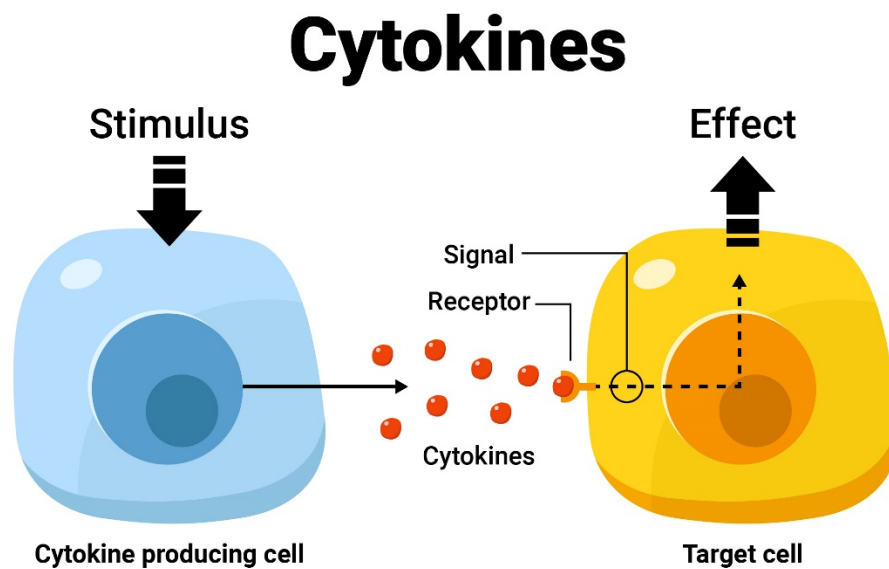 Cytokines
Stimulus
Effect
Signal
Receptor
Cytokines
Cytokine producing cell
Target cell